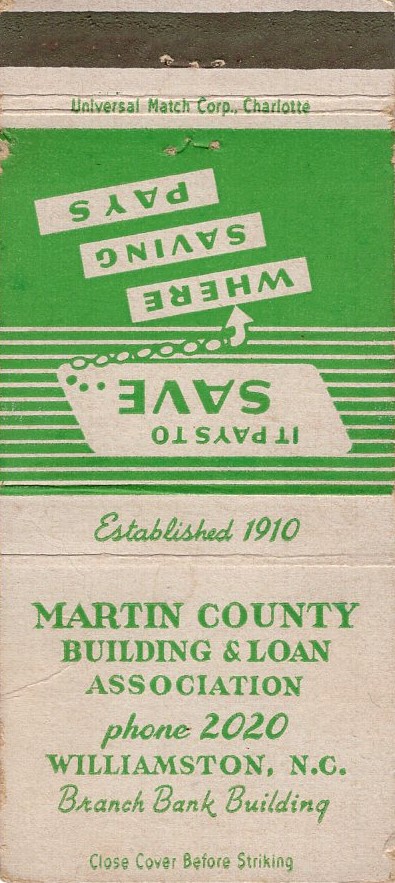 Universal Match Corp., Charlotte
IT PAYS TO
SAVE
WHERE
SAVING
PAYS
Established 1910
MARTIN COUNTY
BUILDING & LOAN
ASSOCIATION
phone 2020
WILLIAMSTON, N.C.
Branch Bank Building
Close Cover Before Striking